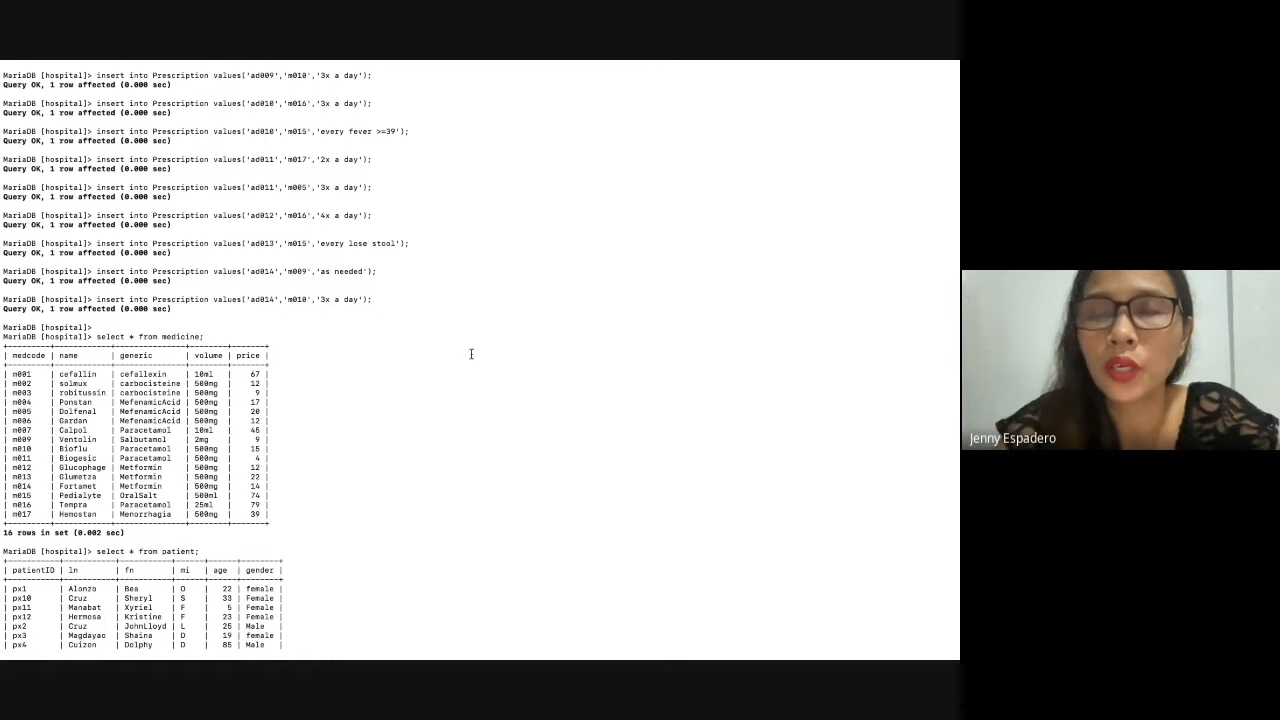 MariaDB [hospital]> insert into Prescription values('ad009','m010','3x a day');
Query OK, 1 row affected (0.000 sec)
MariaDB [hospital]> insert into Prescription values('ad010','m016','3x a day');
Query OK, 1 row affected (0.000 sec)
MariaDB [hospital]> insert into Prescription values('ad010','m015','every fever >=39');
Query OK, 1 row affected (0.000 sec)
MariaDB [hospital]> insert into Prescription values('ad011','m017','2x a day');
Query OK, 1 row affected (0.000 sec)
MariaDB [hospital]> insert into Prescription values('ad011','m005','3x a day');
Query OK, 1 row affected (0.000 sec)
MariaDB [hospital]> insert into Prescription values('ad012','m016','4x a day');
Query OK, 1 row affected (0.000 sec)
MariaDB [hospital]> insert into Prescription values('ad013','m015','every lose stool');
Query OK, 1 row affected (0.000 sec)
MariaDB [hospital]> insert into Prescription values('ad014','m009','as needed');
Query OK, 1 row affected (0.000 sec)
MariaDB [hospital]> insert into Prescription values('ad014','m010','3x a day');
Query OK, 1 row affected (0.000 sec)
MariaDB [hospital]>
MariaDB [hospital]> select * from medicine;
| medcode | name | generic | volume | price |
| m001 | cefallin | cefallexin | 10ml | 67 |
| m002 | solmux | carbocisteine | 500mg | 12 |
| m003 | robitussin | carbocisteine | 500mg | 9 |
| m004 | Ponstan | MefenamicAcid | 500mg | 17 |
| m005 | Dolfenal | MefenamicAcid | 500mg | 20 |
| m006 | Gardan | MefenamicAcid | 500mg | 12 |
| m007 | Calpol | Paracetamol | 10ml | 45 |
| m009 | Ventolin | Salbutamol | 2mg | 9 |
| m010 | Bioflu | Paracetamol | 500mg | 15 |
| m011 | Biogesic | Paracetamol | 500mg | 4 |
| m012 | Glucophage | Metformin | 500mg | 12 |
| m013 | Glumetza | Metformin | 500mg | 22 |
| m014 | Fortamet | Metformin | 500mg | 14 |
| m015 | Pedialyte | OralSalt | 500ml | 74 |
| m016 | Tempra | Paracetamol | 25ml | 79 |
| m017 | Hemostan | Menorrhagia | 500mg | 39 |
16 rows in set (0.002 sec)
MariaDB [hospital]> select * from patient;
| patientID | ln | fn | mi | age | gender |
| px1 | Alonzo | Bea | O | 22 | female |
| px10 | Cruz | Sheryl | S | 33 | Female |
| px11 | Manabat | Xyriel | F | 5 | Female |
| px12 | Hermosa | Kristine | F | 23 | Female |
| px2 | Cruz | JohnLloyd | L | 25 | Male |
| px3 | Magdayao | Shaina | D | 19 | female |
| px4 | Cuizon | Dolphy | D | 85 | Male |
Jenny Espadero